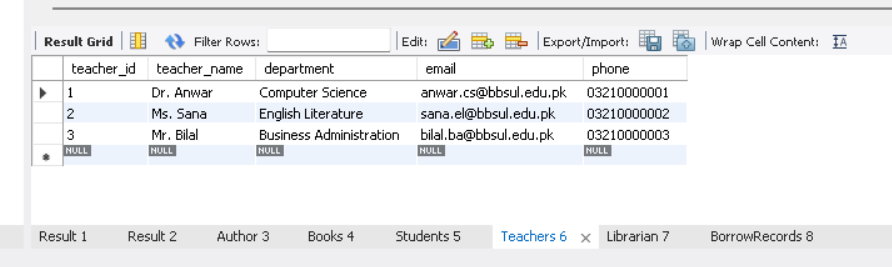 Result Grid Filter Rows: Edit: Export/Import: Wrap Cell Content: IA
teacher_id teacher_name department email phone
1 Dr. Anwar Computer Science anwar.cs@bbsul.edu.pk 03210000001
2 Ms. Sana English Literature sana.el@bbsul.edu.pk 03210000002
3 Mr. Bilal Business Administration bilal.ba@bbsul.edu.pk 03210000003
NULL NULL NULL NULL NULL
Result 1 Result 2 Author 3 Books 4 Students 5 Teachers 6 Librarian 7 BorrowRecords 8